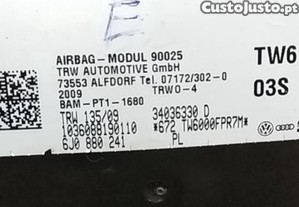 CustoJusto.pt
E
AIRBAG-MODUL 90025
TRW AUTOMOTIVE GmbH
73553 ALFDORF Tel 07172/302-0
2009 TRWO-4
BAM-PT1-1680
TW6
03S
TRW 135/09 34036330 D
1036088190110 *672 TW6000FPR7M*
6J0 880 241 PL